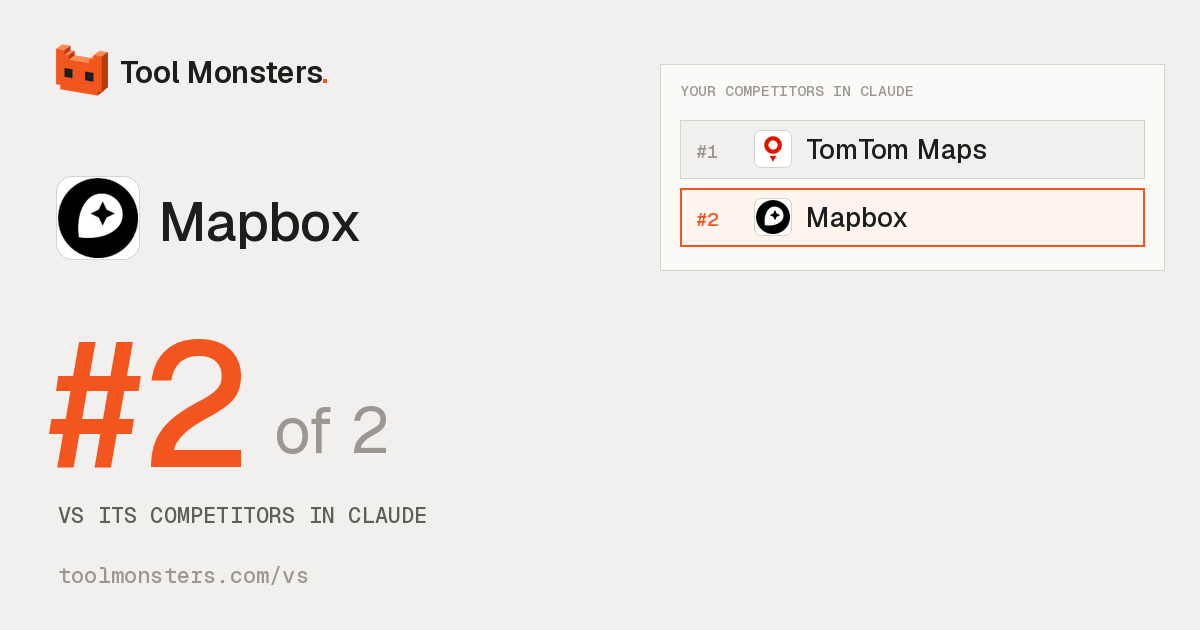 Tool Monsters.
Mapbox
#2 of 2
VS ITS COMPETITORS IN CLAUDE
toolmonsters.com/vs
YOUR COMPETITORS IN CLAUDE
#1 TomTom Maps
#2 Mapbox